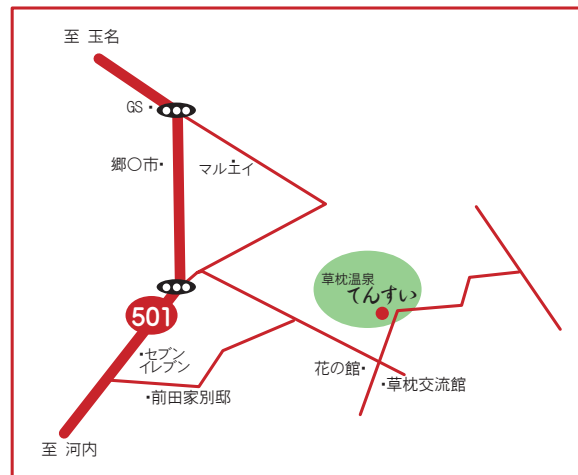 至 玉名
GS
郷〇市
マルエイ
草枕温泉
てんすい
501
セブン
イレブン
花の館
草枕交流館
前田家別邸
至 河内